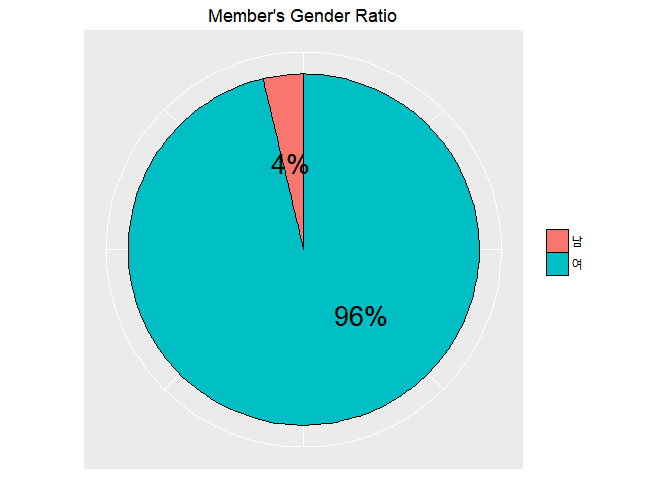 Member's Gender Ratio
4%
남
여
96%